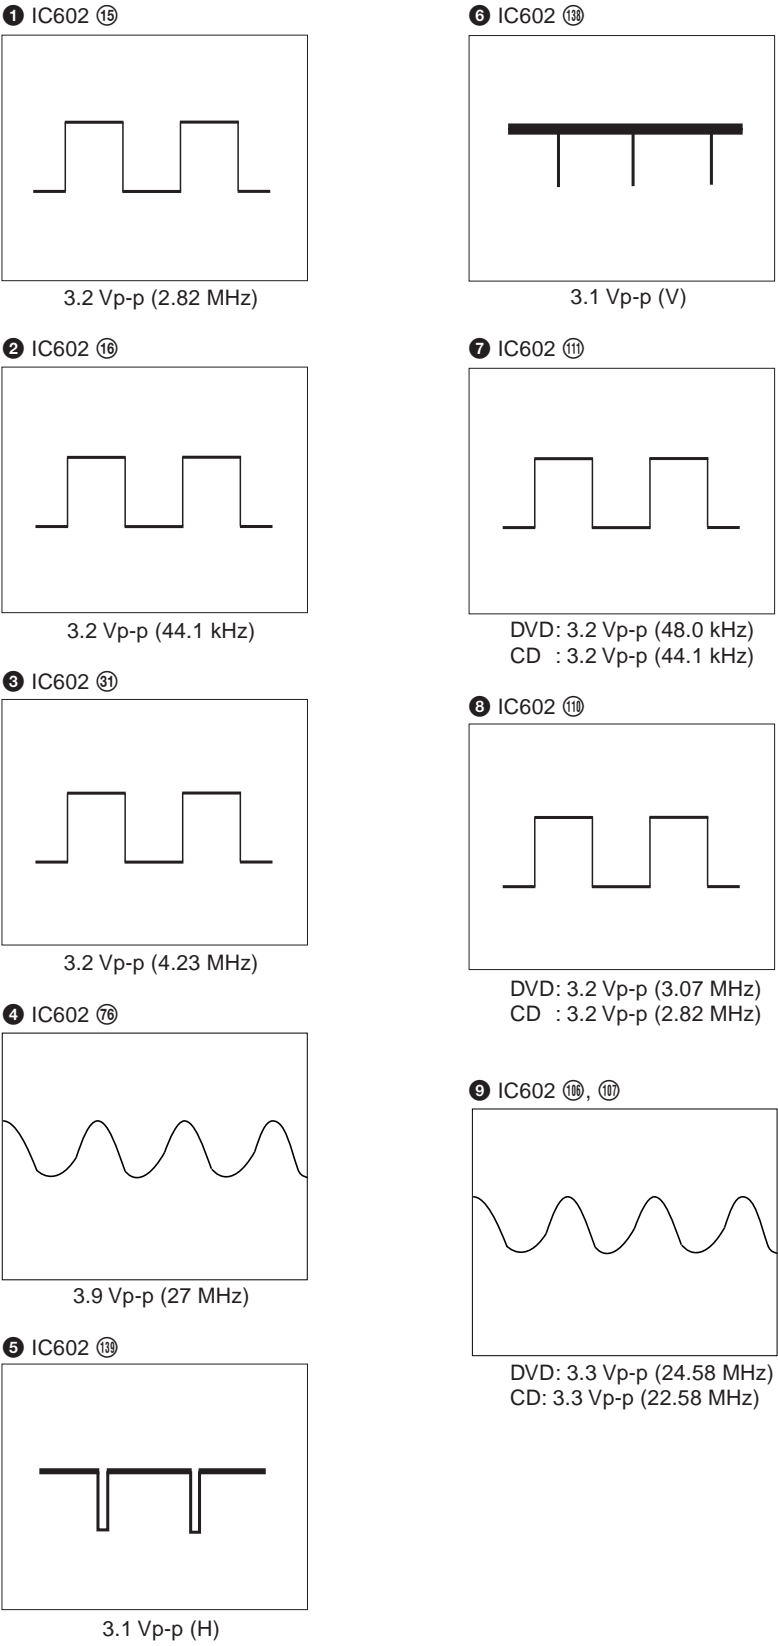 ❶ IC602 ⑮
3.2 Vp-p (2.82 MHz)
❷ IC602 ⑯
3.2 Vp-p (44.1 kHz)
❸ IC602 ㉛
3.2 Vp-p (4.23 MHz)
❹ IC602 (76)
3.9 Vp-p (27 MHz)
❺ IC602 (139)
3.1 Vp-p (H)
❻ IC602 (138)
3.1 Vp-p (V)
❼ IC602 (111)
DVD: 3.2 Vp-p (48.0 kHz)
CD : 3.2 Vp-p (44.1 kHz)
❽ IC602 (110)
DVD: 3.2 Vp-p (3.07 MHz)
CD : 3.2 Vp-p (2.82 MHz)
❾ IC602 (106), (107)
DVD: 3.3 Vp-p (24.58 MHz)
CD: 3.3 Vp-p (22.58 MHz)